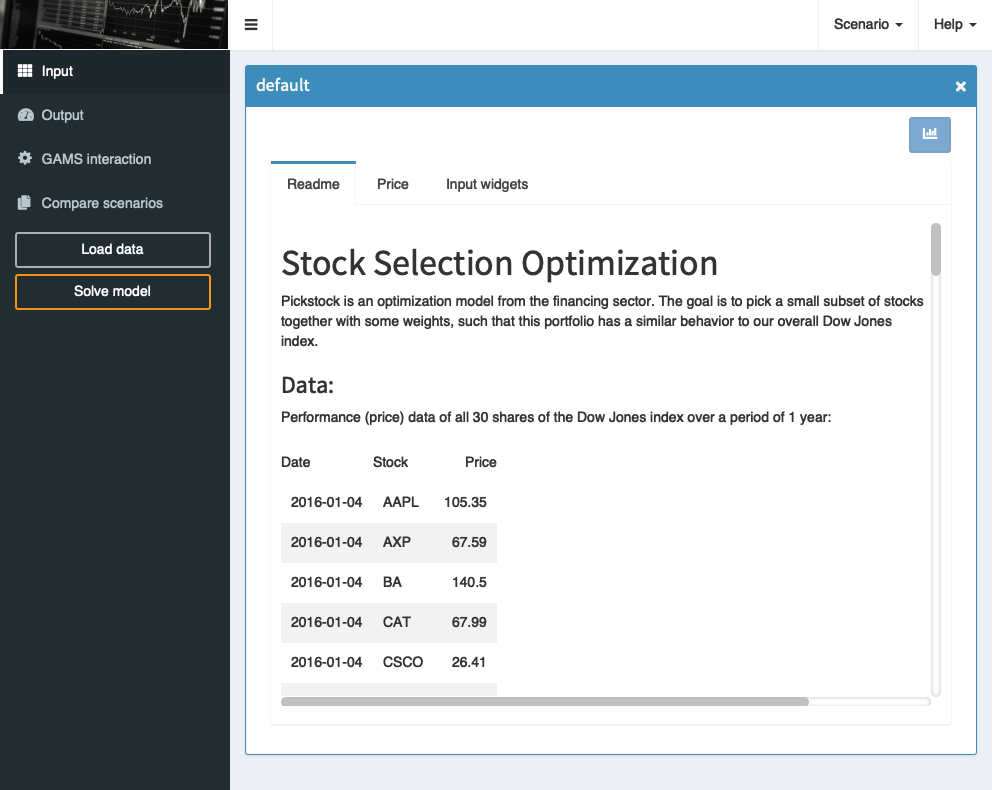 Scenario Help
Input
Output
GAMS interaction
Compare scenarios
Load data
Solve model
default
Readme Price Input widgets
Stock Selection Optimization
Pickstock is an optimization model from the financing sector. The goal is to pick a small subset of stocks
together with some weights, such that this portfolio has a similar behavior to our overall Dow Jones
index.
Data:
Performance (price) data of all 30 shares of the Dow Jones index over a period of 1 year:
Date Stock Price
2016-01-04 AAPL 105.35
2016-01-04 AXP 67.59
2016-01-04 BA 140.5
2016-01-04 CAT 67.99
2016-01-04 CSCO 26.41